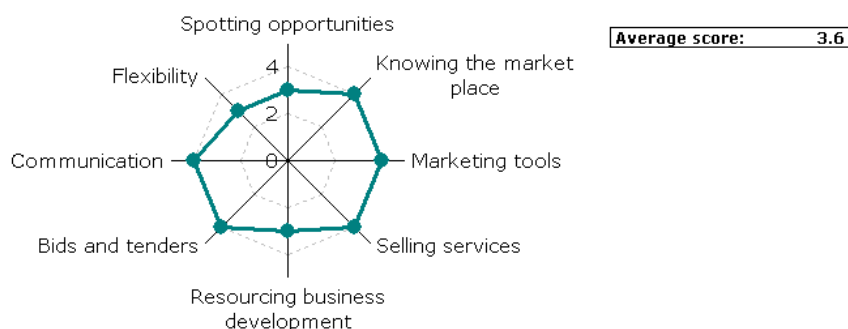 Spotting opportunities
Average score: 3.6
Knowing the market
place
Flexibility
4
2
0
Communication
Marketing tools
Bids and tenders
Selling services
Resourcing business
development